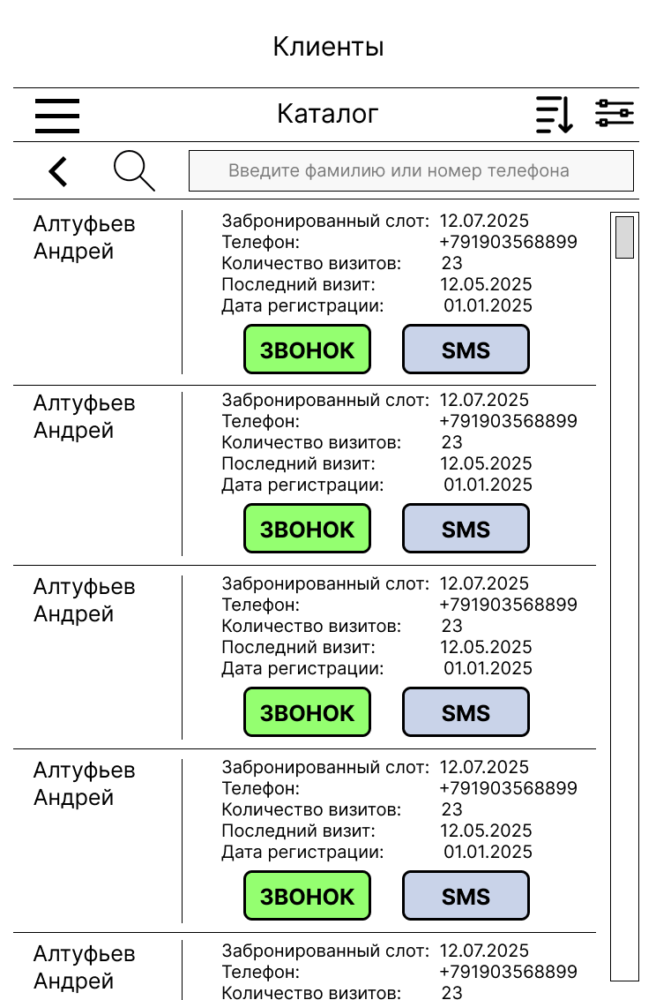 Клиенты
Каталог
Введите фамилию или номер телефона
Алтуфьев
Андрей
Забронированный слот: 12.07.2025
Телефон: +791903568899
Количество визитов: 23
Последний визит: 12.05.2025
Дата регистрации: 01.01.2025
ЗВОНОК SMS
Алтуфьев
Андрей
Забронированный слот: 12.07.2025
Телефон: +791903568899
Количество визитов: 23
Последний визит: 12.05.2025
Дата регистрации: 01.01.2025
ЗВОНОК SMS
Алтуфьев
Андрей
Забронированный слот: 12.07.2025
Телефон: +791903568899
Количество визитов: 23
Последний визит: 12.05.2025
Дата регистрации: 01.01.2025
ЗВОНОК SMS
Алтуфьев
Андрей
Забронированный слот: 12.07.2025
Телефон: +791903568899
Количество визитов: 23
Последний визит: 12.05.2025
Дата регистрации: 01.01.2025
ЗВОНОК SMS
Алтуфьев
Андрей
Забронированный слот: 12.07.2025
Телефон: +791903568899
Количество визитов: 23